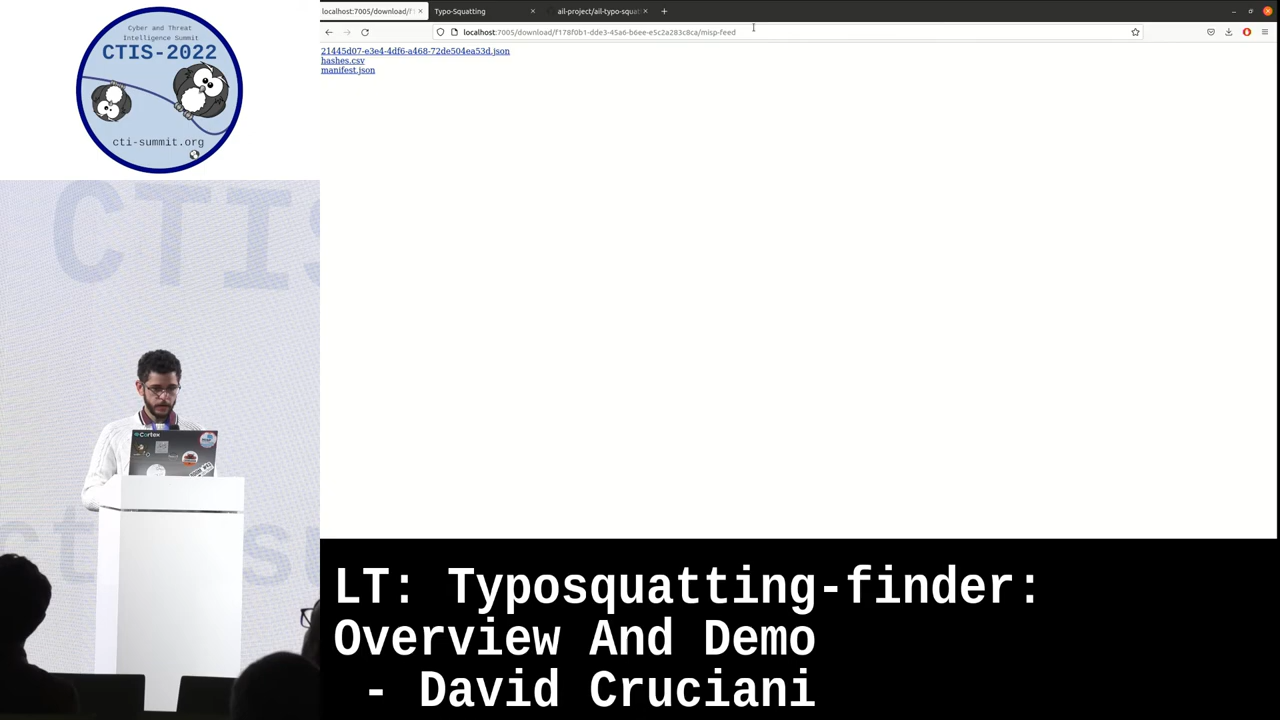 Cyber and Threat
Intelligence Summit
CTIS-2022
cti-summit.org
localhost:7005/download/f1
Typo-Squatting
ail-project/ail-typo-squat
localhost:7005/download/f178f0b1-dde3-45a6-b6ee-e5c2a283c8ca/misp-feed
21445d07-e3e4-4df6-a468-72de504ea53d.json
hashes.csv
manifest.json
CTIS
Cortex
LT: Typosquatting-finder:
Overview And Demo
- David Cruciani